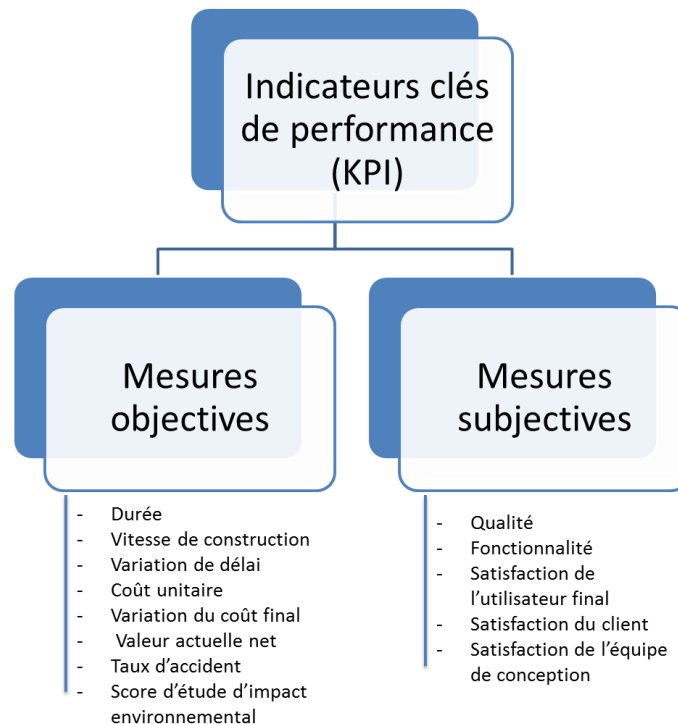 Indicateurs clés
de performance
(KPI)
Mesures
objectives
- Durée
- Vitesse de construction
- Variation de délai
- Coût unitaire
- Variation du coût final
- Valeur actuelle net
- Taux d'accident
- Score d'étude d'impact
environnemental
Mesures
subjectives
- Qualité
- Fonctionnalité
- Satisfaction de
l'utilisateur final
- Satisfaction du client
- Satisfaction de l'équipe
de conception